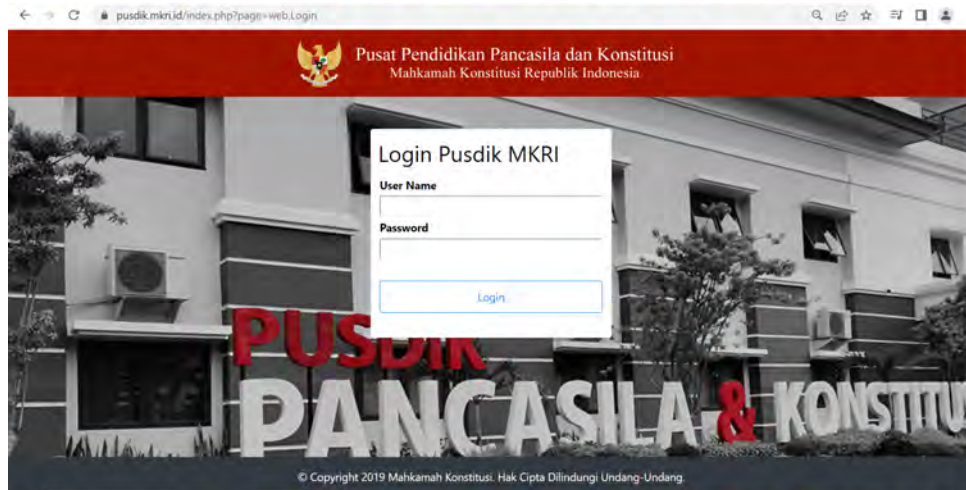 pusdik.mkri.id/index.php?page=web.Login
Pusat Pendidikan Pancasila dan Konstitusi
Mahkamah Konstitusi Republik Indonesia
Login Pusdik MKRI
User Name
Password
Login
PUSDIK
PANCASILA & KONSTITU
© Copyright 2019 Mahkamah Konstitusi. Hak Cipta Dilindungi Undang-Undang.